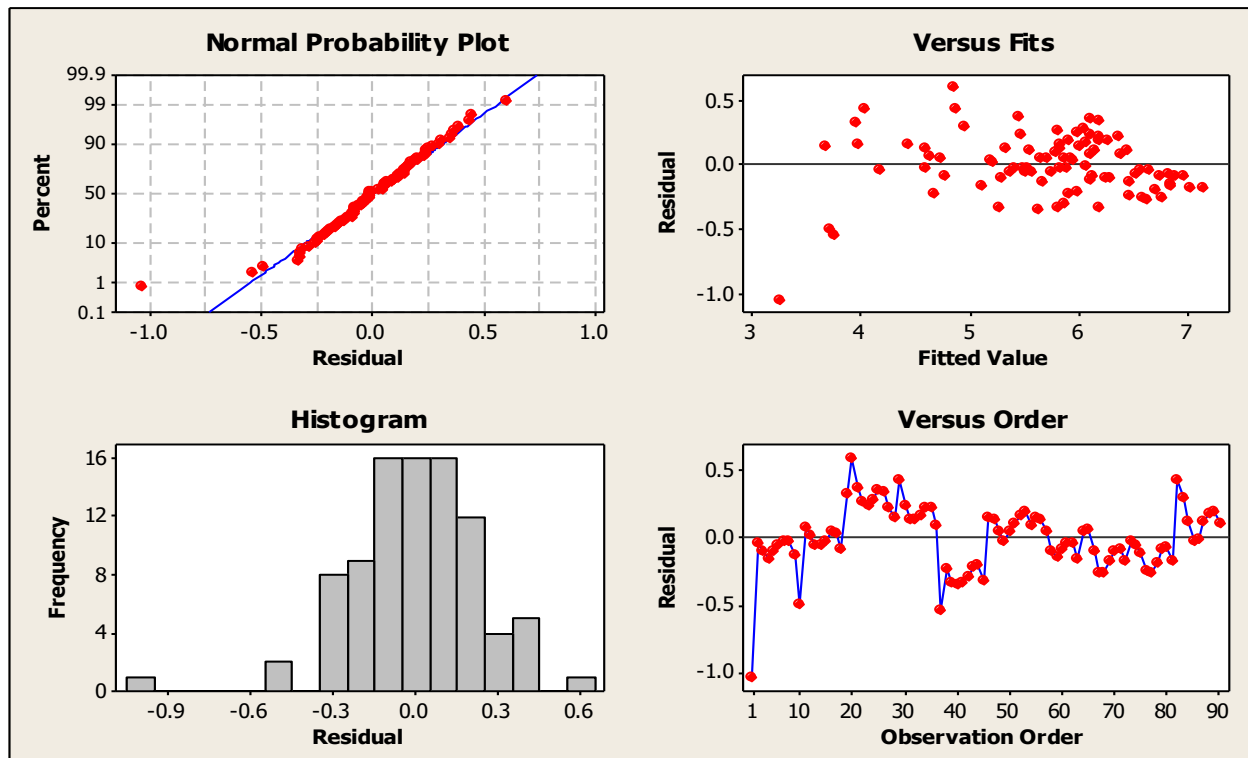 Normal Probability Plot
99.9
99
90
50
10
1
0.1
Percent
-1.0 -0.5 0.0 0.5 1.0
Residual
Versus Fits
0.5
0.0
-0.5
-1.0
Residual
3 4 5 6 7
Fitted Value
Histogram
16
12
8
4
0
Frequency
-0.9 -0.6 -0.3 0.0 0.3 0.6
Residual
Versus Order
0.5
0.0
-0.5
-1.0
Residual
1 10 20 30 40 50 60 70 80 90
Observation Order